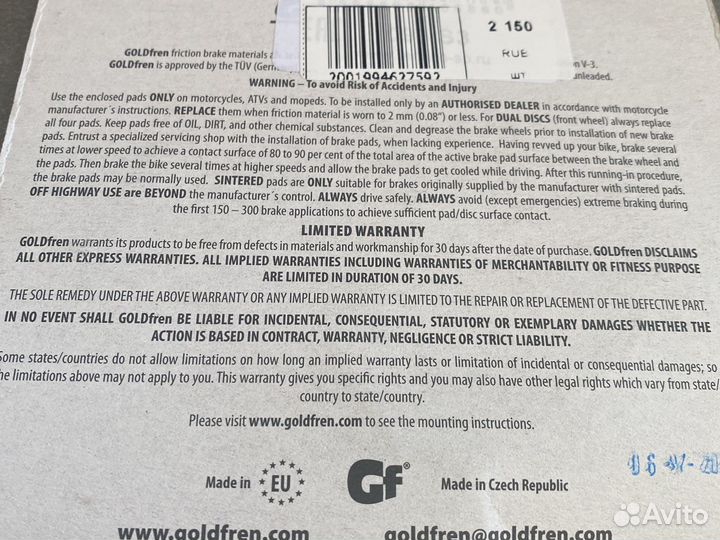 2 150
RUE
ШТ
2001994627592
GOLDfren friction brake materials
GOLDfren is approved by the TÜV
V-3.
unleaded.
WARNING – To avoid Risk of Accidents and Injury
Use the enclosed pads ONLY on motorcycles, ATVs and mopeds. To be installed only by an AUTHORISED DEALER in accordance with motorcycle
manufacturer´s instructions. REPLACE them when friction material is worn to 2 mm (0.08") or less. For DUAL DISCS (front wheel) always replace
all four pads. Keep pads free of OIL, DIRT, and other chemical substances. Clean and degrease the brake wheels prior to installation of new brake
pads. Entrust a specialized servicing shop with the installation of brake pads, when lacking experience. Having revved up your bike, brake several
times at lower speed to achieve a contact surface of 80 to 90 per cent of the total area of the active brake pad surface between the brake wheel and
the pads. Then brake the bike several times at higher speeds and allow the brake pads to get cooled while driving. After this running-in procedure,
the brake pads may be normally used. SINTERED pads are ONLY suitable for brakes originally supplied by the manufacturer with sintered pads.
OFF HIGHWAY USE are BEYOND the manufacturer´s control. ALWAYS drive safely. ALWAYS avoid (except emergencies) extreme braking during
the first 150 – 300 brake applications to achieve sufficient pad/disc surface contact.
LIMITED WARRANTY
GOLDfren warrants its products to be free from defects in materials and workmanship for 30 days after the date of purchase. GOLDfren DISCLAIMS
ALL OTHER EXPRESS WARRANTIES. ALL IMPLIED WARRANTIES INCLUDING WARRANTIES OF MERCHANTABILITY OR FITNESS PURPOSE
ARE LIMITED IN DURATION OF 30 DAYS.
THE SOLE REMEDY UNDER THE ABOVE WARRANTY OR ANY IMPLIED WARRANTY IS LIMITED TO THE REPAIR OR REPLACEMENT OF THE DEFECTIVE PART.
IN NO EVENT SHALL GOLDfren BE LIABLE FOR INCIDENTAL, CONSEQUENTIAL, STATUTORY OR EXEMPLARY DAMAGES WHETHER THE
ACTION IS BASED IN CONTRACT, WARRANTY, NEGLIGENCE OR STRICT LIABILITY.
Some states/countries do not allow limitations on how long an implied warranty lasts or limitation of incidental or consequential damages; so
the limitations above may not apply to you. This warranty gives you specific rights and you may also have other legal rights which vary from state/
country to state/country.
Please visit www.goldfren.com to see the mounting instructions.
Made in EU
GF®
Made in Czech Republic
www.goldfren.com
goldfren@goldfren.com
Avito